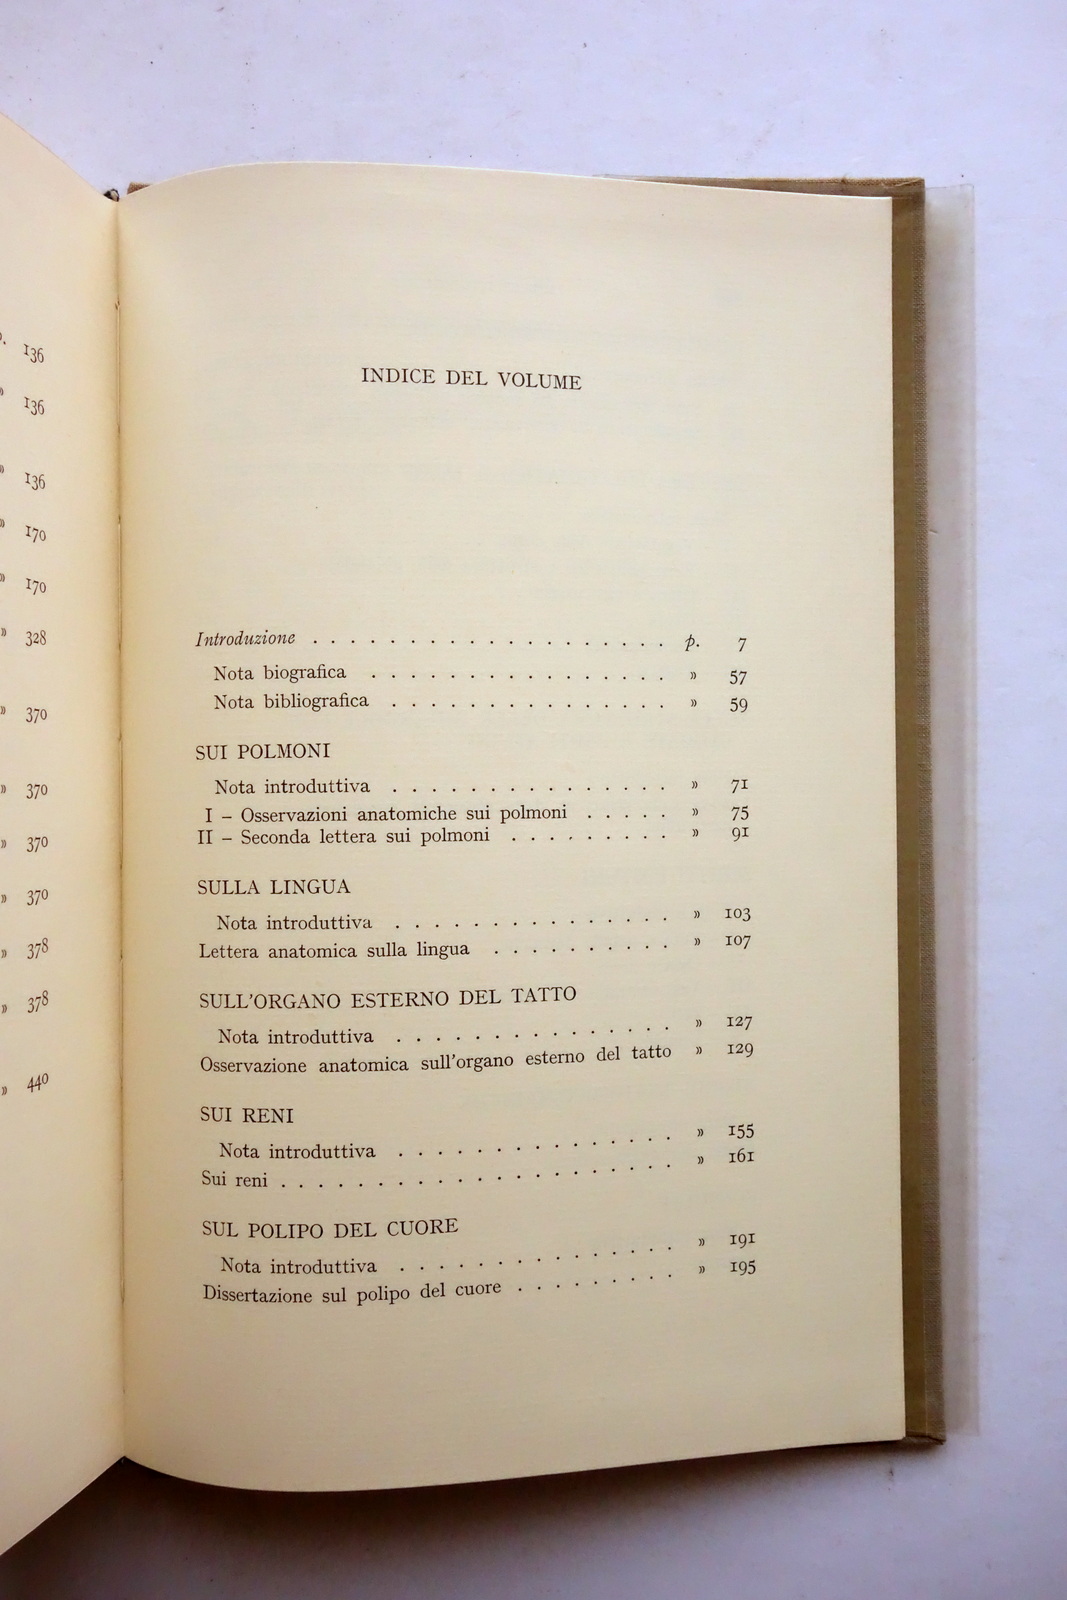 p. 136
» 136
» 136
» 170
» 170
» 328
» 370
» 370
» 370
» 370
» 378
» 378
» 440
INDICE DEL VOLUME
Introduzione . . . . . . . . . . . . . . . . . . . p. 7
Nota biografica . . . . . . . . . . . . . . . . » 57
Nota bibliografica . . . . . . . . . . . . . . . » 59
SUI POLMONI
Nota introduttiva . . . . . . . . . . . . . . . » 71
I – Osservazioni anatomiche sui polmoni . . . . . » 75
II – Seconda lettera sui polmoni . . . . . . . . . » 91
SULLA LINGUA
Nota introduttiva . . . . . . . . . . . . . . . » 103
Lettera anatomica sulla lingua . . . . . . . . . . » 107
SULL'ORGANO ESTERNO DEL TATTO
Nota introduttiva . . . . . . . . . . . . . . . » 127
Osservazione anatomica sull'organo esterno del tatto » 129
SUI RENI
Nota introduttiva . . . . . . . . . . . . . . . » 155
Sui reni . . . . . . . . . . . . . . . . . . . . . » 161
SUL POLIPO DEL CUORE
Nota introduttiva . . . . . . . . . . . . . . . » 191
Dissertazione sul polipo del cuore . . . . . . . . . » 195